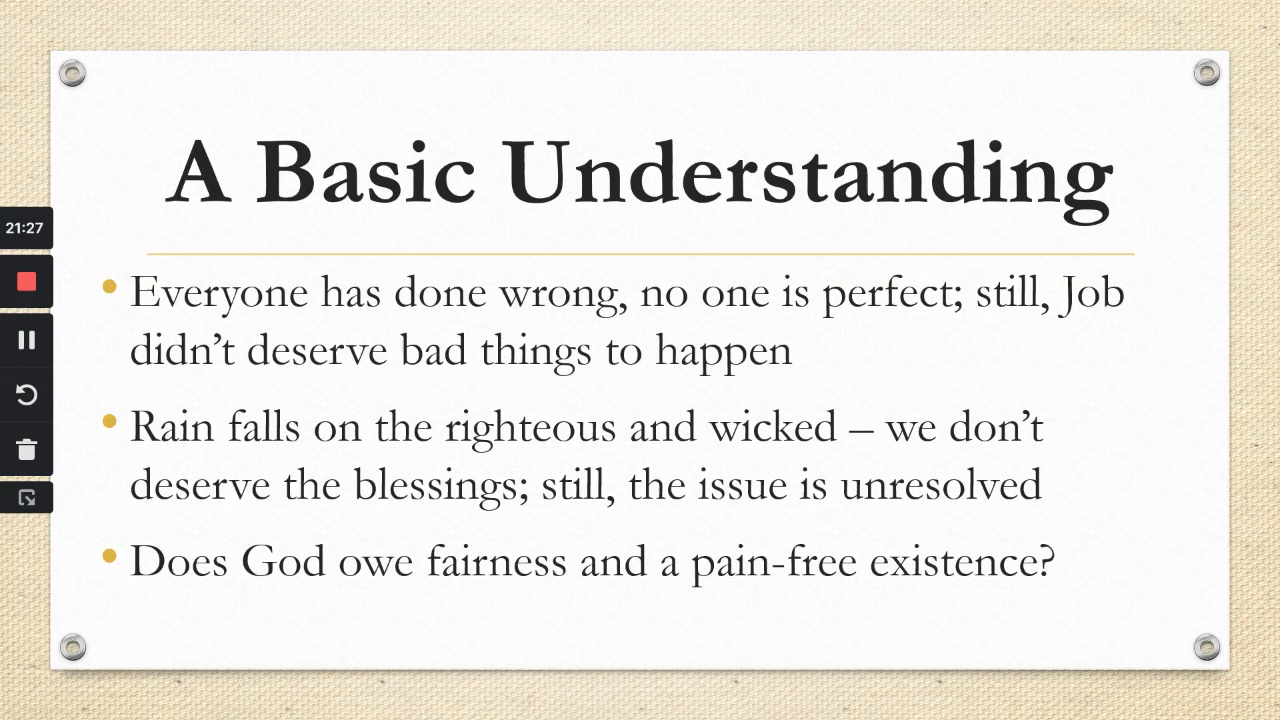 A Basic Understanding
21:27
• Everyone has done wrong, no one is perfect; still, Job
didn’t deserve bad things to happen
• Rain falls on the righteous and wicked – we don’t
deserve the blessings; still, the issue is unresolved
• Does God owe fairness and a pain-free existence?